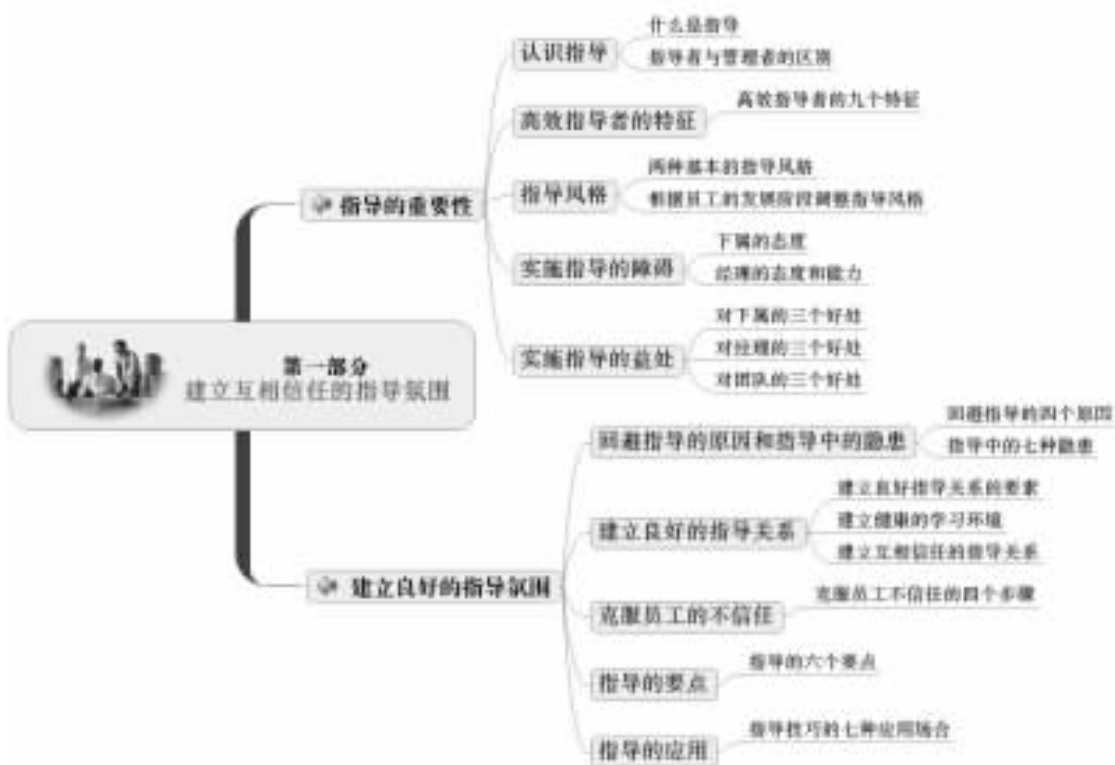 第一部分
建立互相信任的指导氛围
指导的重要性
认识指导
什么是指导
指导者与管理者的区别
高效指导者的特征
高效指导者的九个特征
指导风格
两种基本的指导风格
根据员工的发展阶段调整指导风格
实施指导的障碍
下属的态度
经理的态度和能力
实施指导的益处
对下属的三个好处
对经理的三个好处
对团队的三个好处
建立良好的指导氛围
回避指导的原因和指导中的隐患
回避指导的四个原因
指导中的七种隐患
建立良好的指导关系
建立良好指导关系的要素
建立健康的学习环境
建立互相信任的指导关系
克服员工的不信任
克服员工不信任的四个步骤
指导的要点
指导的六个要点
指导的应用
指导技巧的七种应用场合